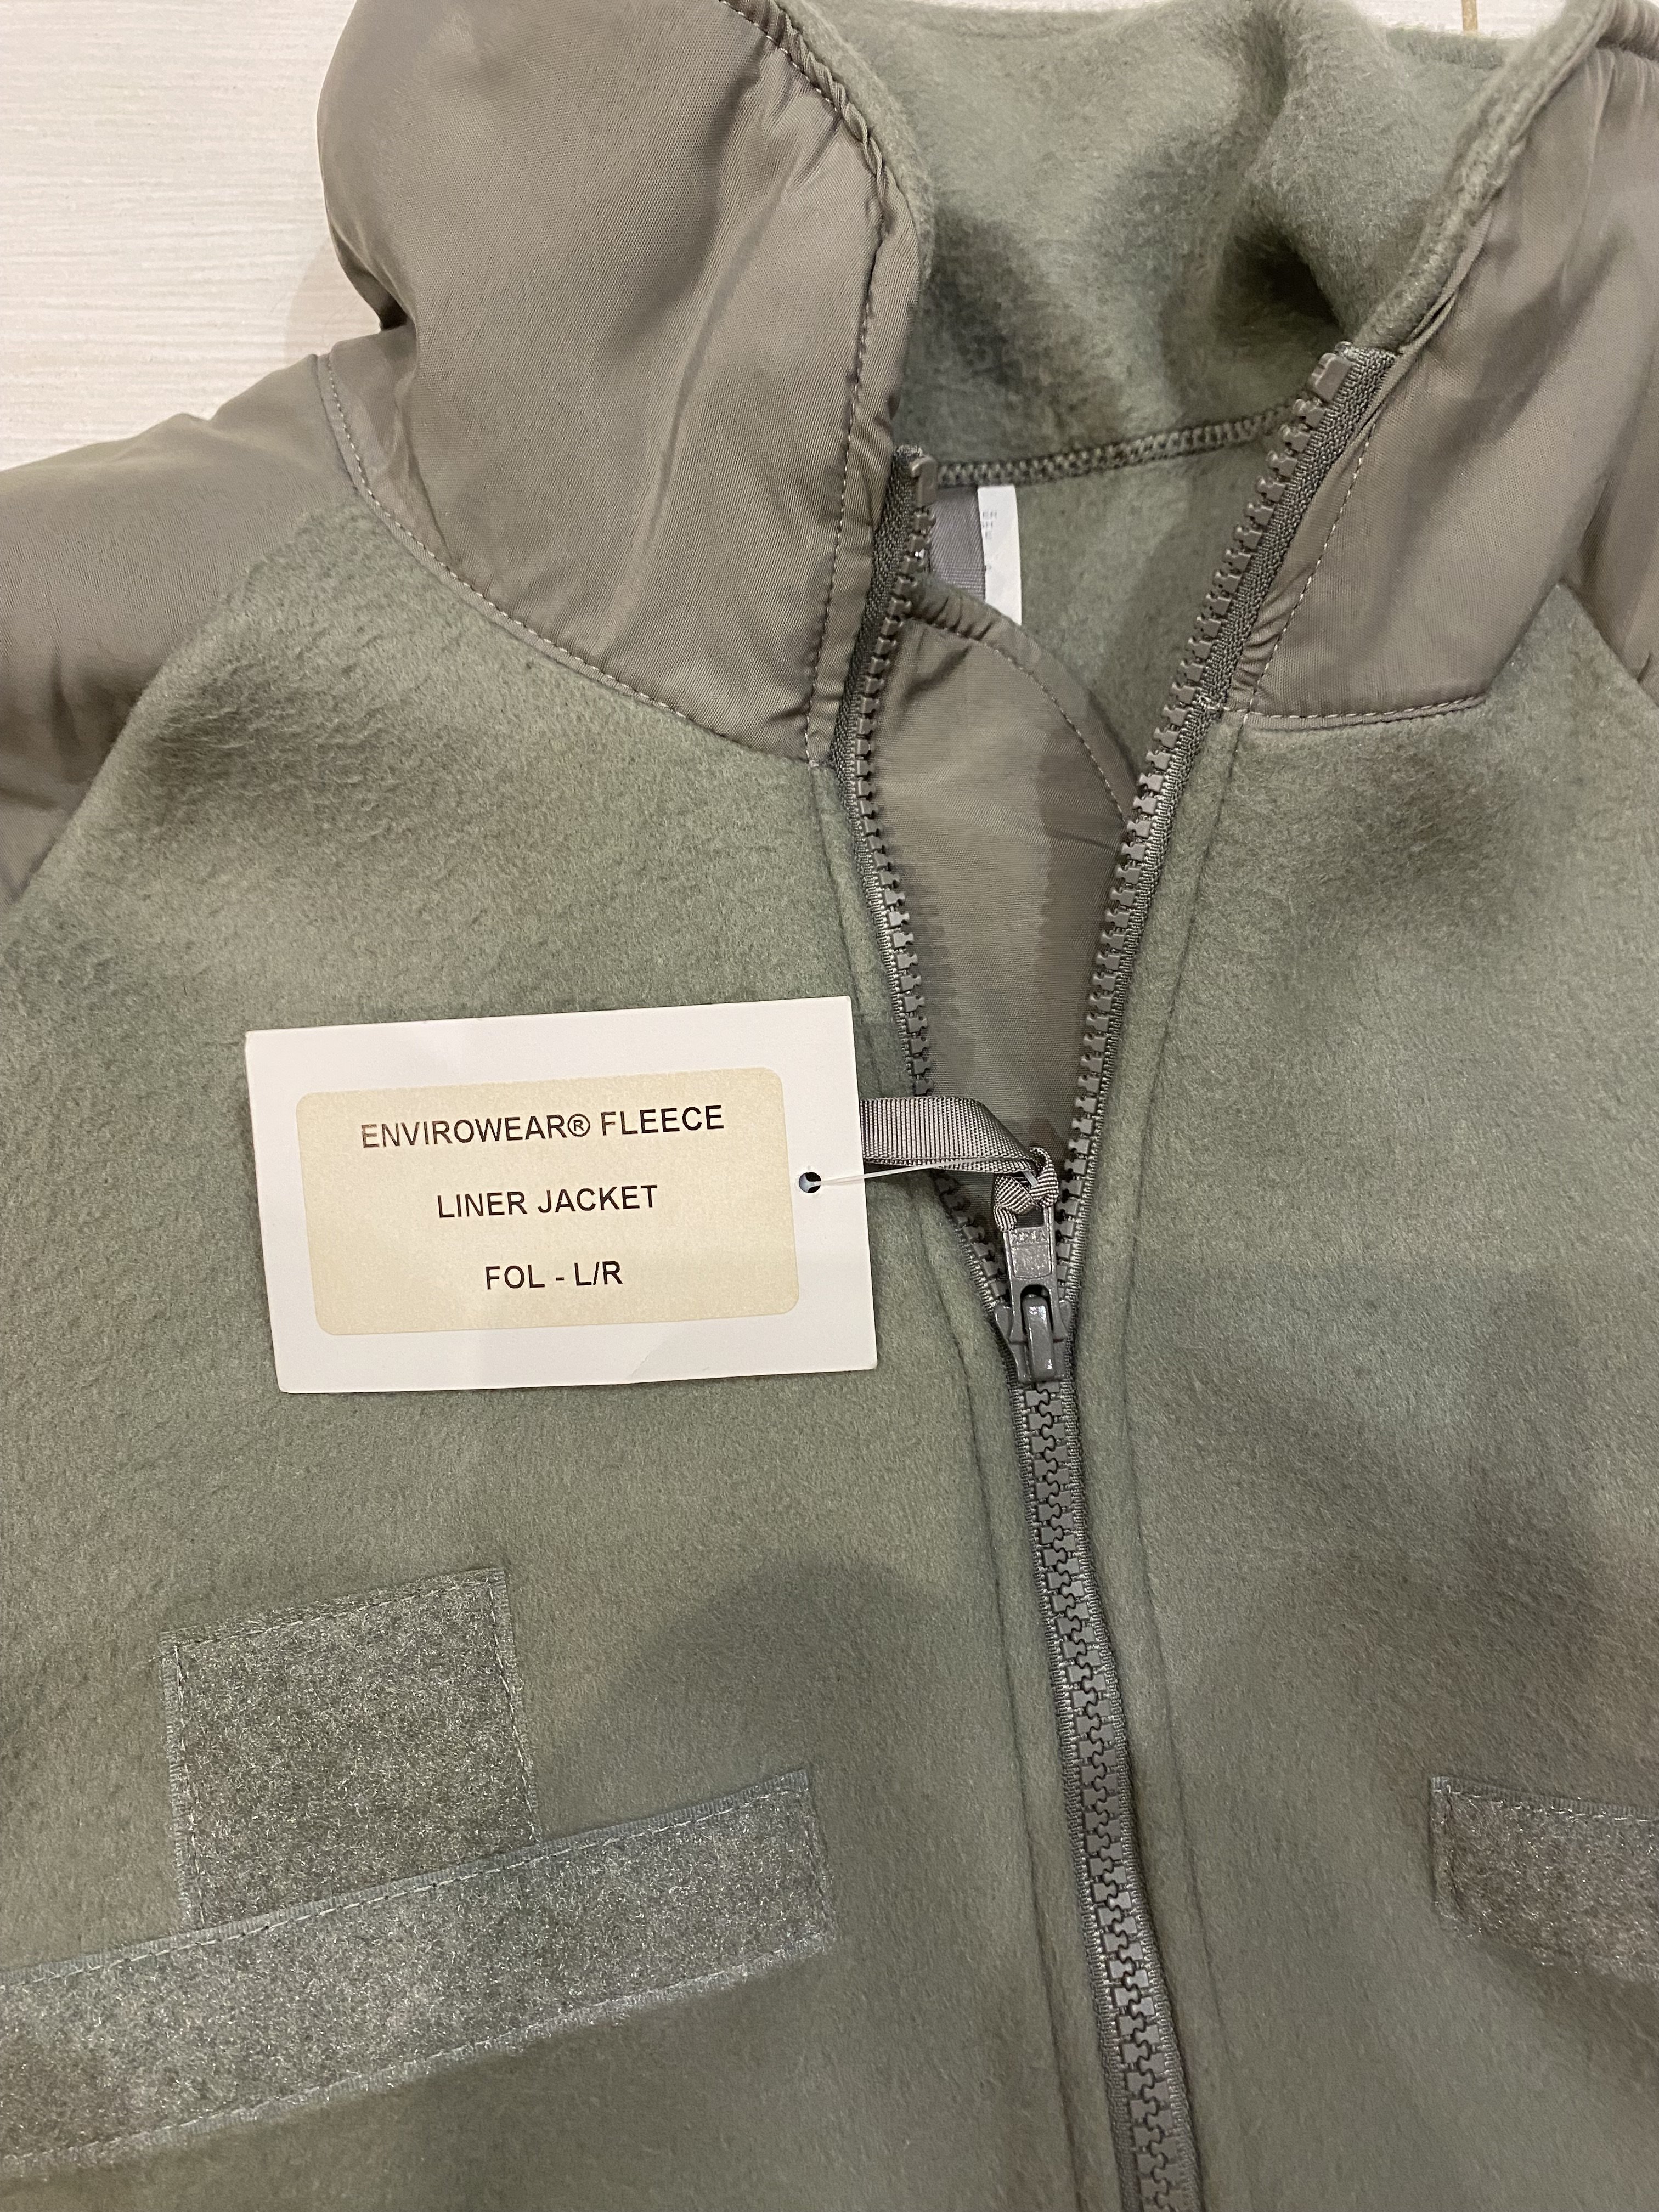 ENVIROWEAR® FLEECE
LINER JACKET
FOL - L/R